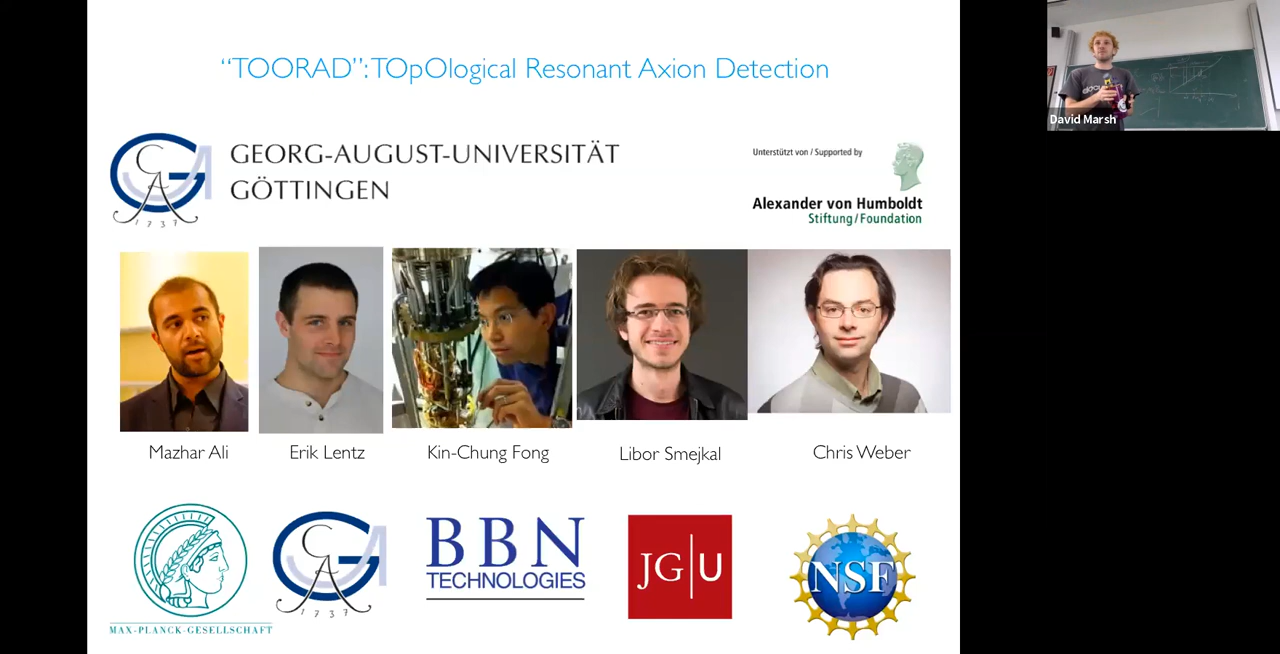 “TOORAD”: TOpOlogical Resonant Axion Detection
David Marsh
GEORG-AUGUST-UNIVERSITÄT
GÖTTINGEN
1737
Unterstützt von / Supported by
Alexander von Humboldt
Stiftung/Foundation
Mazhar Ali
Erik Lentz
Kin-Chung Fong
Libor Smejkal
Chris Weber
MAX-PLANCK-GESELLSCHAFT
1737
BBN
TECHNOLOGIES
JG|U
NSF